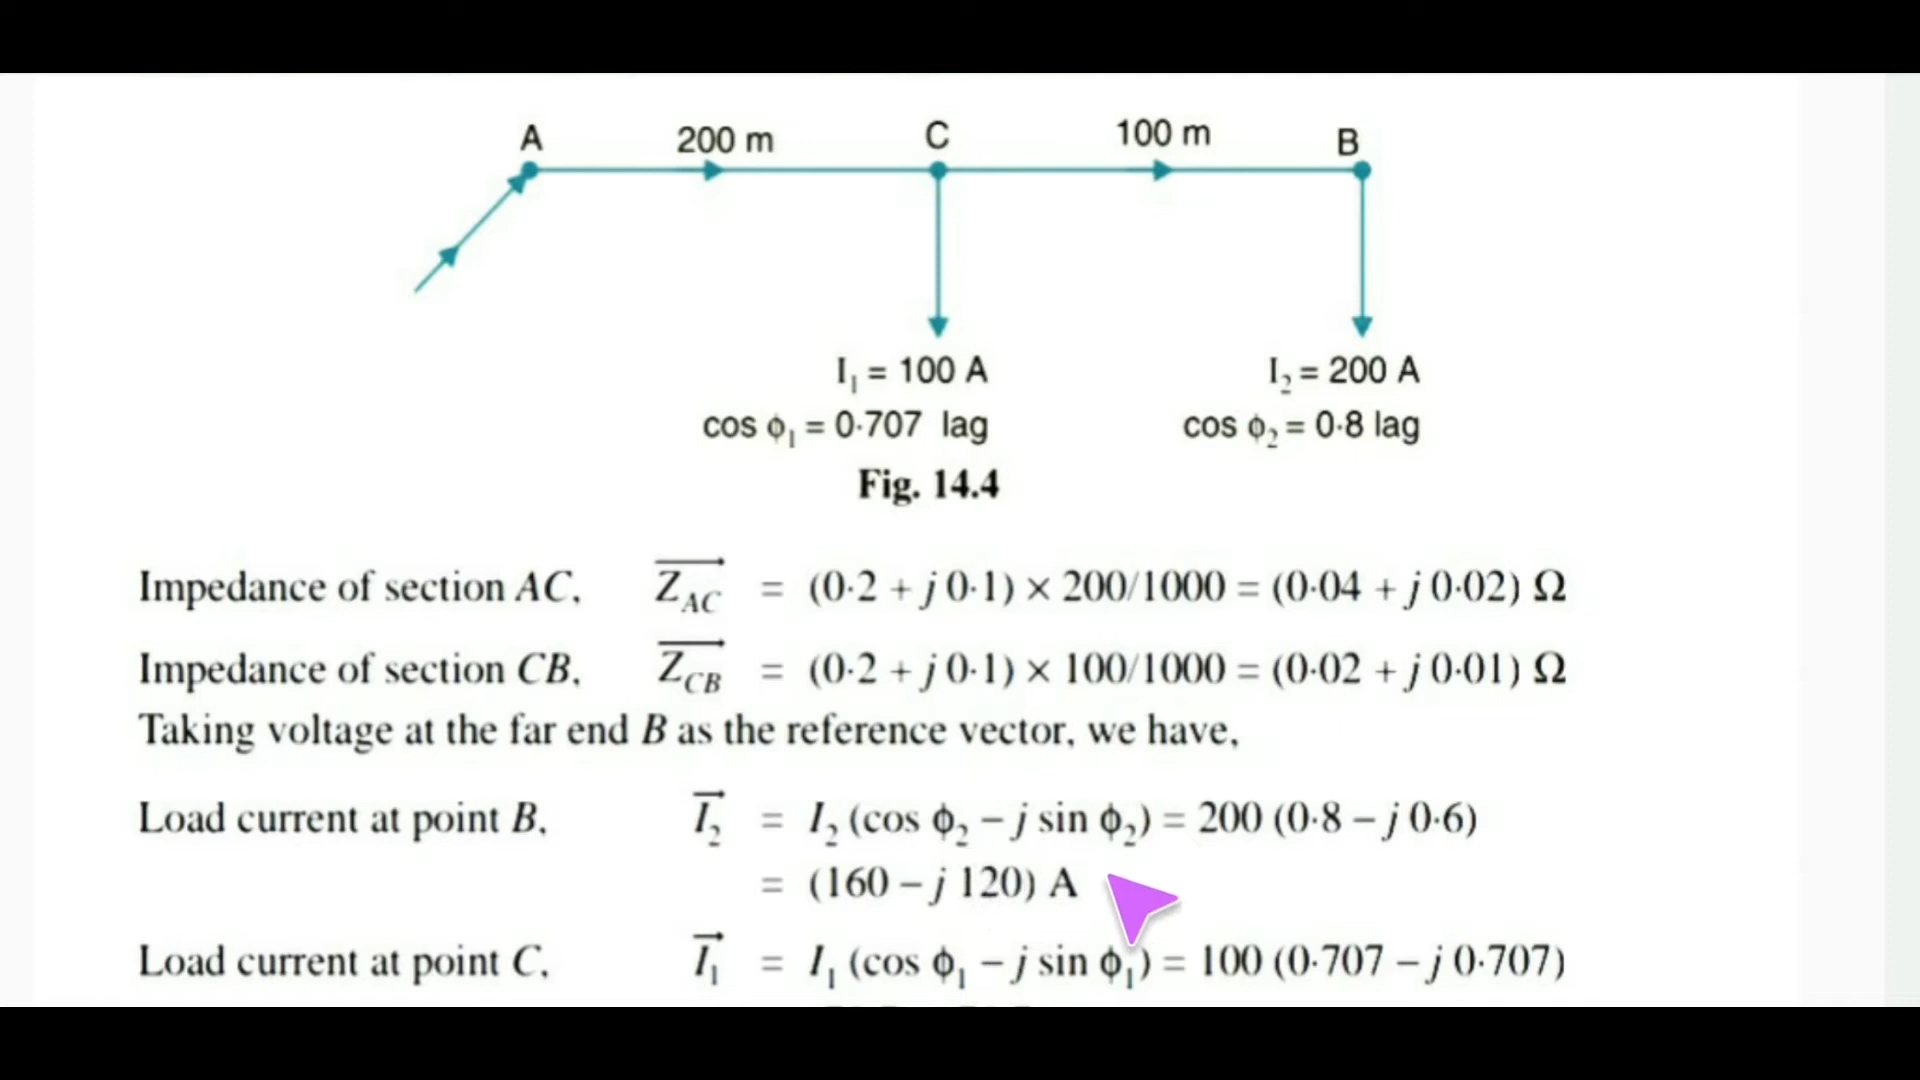 A 200 m C 100 m B
I₁ = 100 A I₂ = 200 A
cos ϕ₁ = 0·707 lag cos ϕ₂ = 0·8 lag
Fig. 14.4
Impedance of section AC, Z_AC = (0·2 + j 0·1) × 200/1000 = (0·04 + j 0·02) Ω
Impedance of section CB, Z_CB = (0·2 + j 0·1) × 100/1000 = (0·02 + j 0·01) Ω
Taking voltage at the far end B as the reference vector, we have,
Load current at point B, I₂ = I₂ (cos ϕ₂ – j sin ϕ₂) = 200 (0·8 – j 0·6)
= (160 – j 120) A
Load current at point C, I₁ = I₁ (cos ϕ₁ – j sin ϕ₁) = 100 (0·707 – j 0·707)